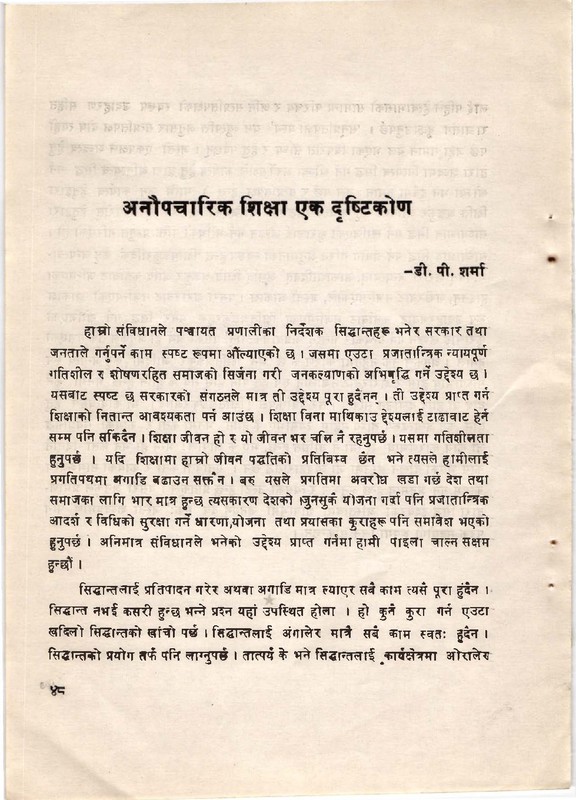 अनौपचारिक शिक्षा एक दृष्टिकोण
–डी. पी. शर्मा
हाम्रो संविधानले पञ्चायत प्रणालीका निर्देशक सिद्धान्तहरू भनेर सरकार तथा
जनताले गर्नुपर्ने काम स्पष्ट रूपमा औंल्याएको छ । जसमा एउटा प्रजातान्त्रिक न्यायपूर्ण
गतिशील र शोषणरहित समाजको सिर्जना गरी जनकल्याणको अभिवृद्धि गर्ने उद्देश्य छ ।
यसबाट स्पष्ट छ सरकारको संगठनले मात्र ती उद्देश्य पूरा हुदैनन् । ती उद्देश्य प्राप्त गर्न
शिक्षाको नितान्त आवश्यकता पर्न आउंछ । शिक्षा विना माथिकाउ द्देश्यलाई टाढाबाट हेर्न
सम्म पनि सकिंदैन । शिक्षा जीवन हो र यो जीवन भर चलि नै रहनुपर्छ । यसमा गतिशीलता
हुनुपर्छ । यदि शिक्षामा हाम्रो जीवन पद्धतिको प्रतिबिम्व छैन भने त्यसले हामीलाई
प्रगतिपथमा अगाडि बढाउन सक्तैन । बरु यसले प्रगतिमा अवरोध खडा गर्छ देश तथा
समाजका लागि भार मात्र हुन्छ त्यसकारण देशको जुनसुकै योजना गर्दा पनि प्रजातान्त्रिक
आदर्श र विधिको सुरक्षा गर्ने धारणा,योजना तथा प्रयासका कुराहरू पनि समावेश भएको
हुनुपर्छ । अनिमात्र संविधानले भनेको उद्देश्य प्राप्त गर्नमा हामी पाइला चाल्न सक्षम
हुन्छौं ।
सिद्धान्तलाई प्रतिपादन गरेर अथवा अगाडि मात्र ल्याएर सबै काम त्यसै पूरा हुंदैन ।
सिद्धान्त नभई कसरी हुन्छ भन्ने प्रश्न यहां उपस्थित होला । हो कुनै कुरा गर्न एउटा
खदिलो सिद्धान्तको खांचो पर्छ । सिद्धान्तलाई अंगालेर मात्रै सबै काम स्वतः हुदैन ।
सिद्धान्तको प्रयोग तर्फ पनि लाग्नुपर्छ । तात्पर्य के भने सिद्धान्तलाई कार्यक्षेत्रमा ओरालेर
४८